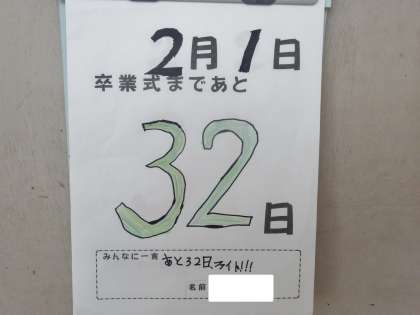 2月1日
卒業式まであと
32日
みんなに一言 あと32日ファイト!!!
名前